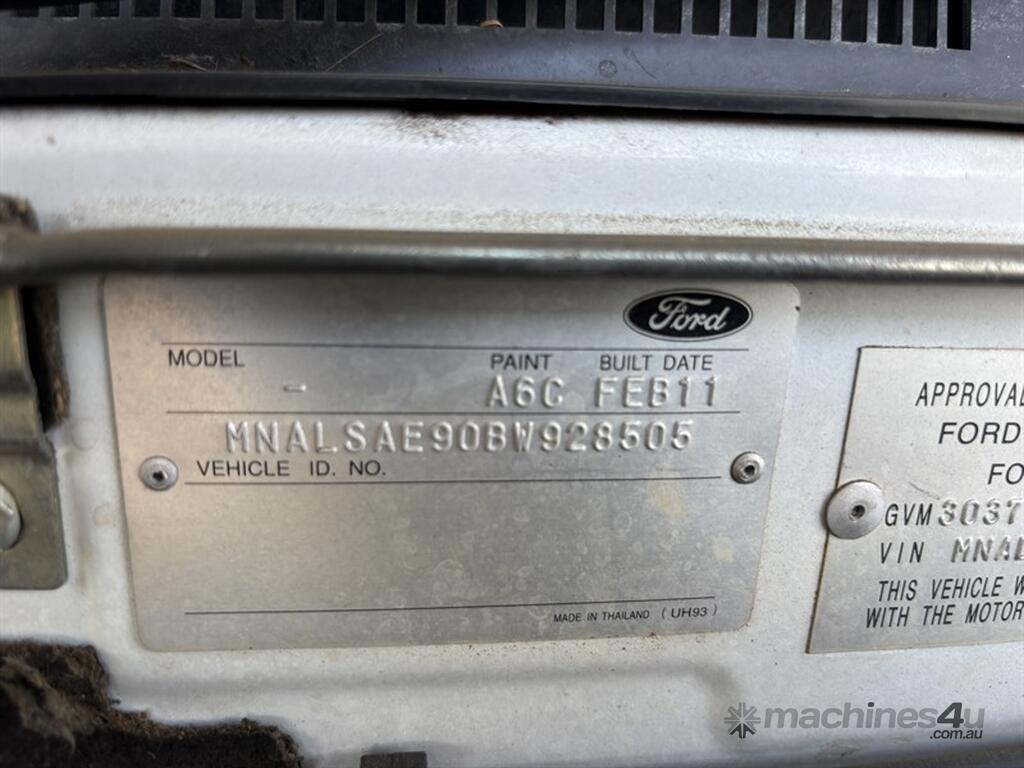 Ford
MODEL PAINT BUILT DATE
- A6C FEB11
MNALSAE90BW928505
VEHICLE ID. NO.
MADE IN THAILAND (UH93)
APPROVAL
FORD
FO
GVM 3037
VIN MNAL
THIS VEHICLE W
WITH THE MOTOR
machines4u
.com.au